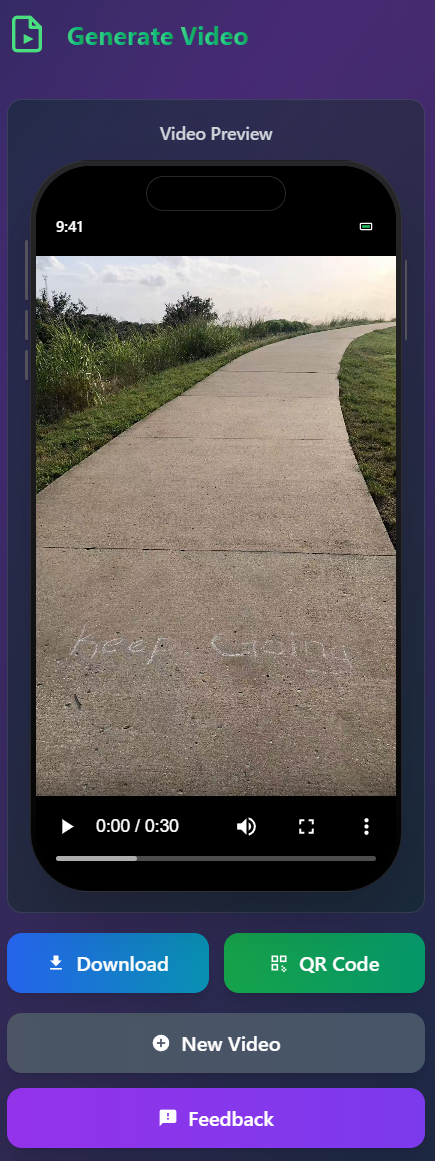 Generate Video
Video Preview
9:41
Keep Going
0:00 / 0:30
Download
QR Code
New Video
Feedback